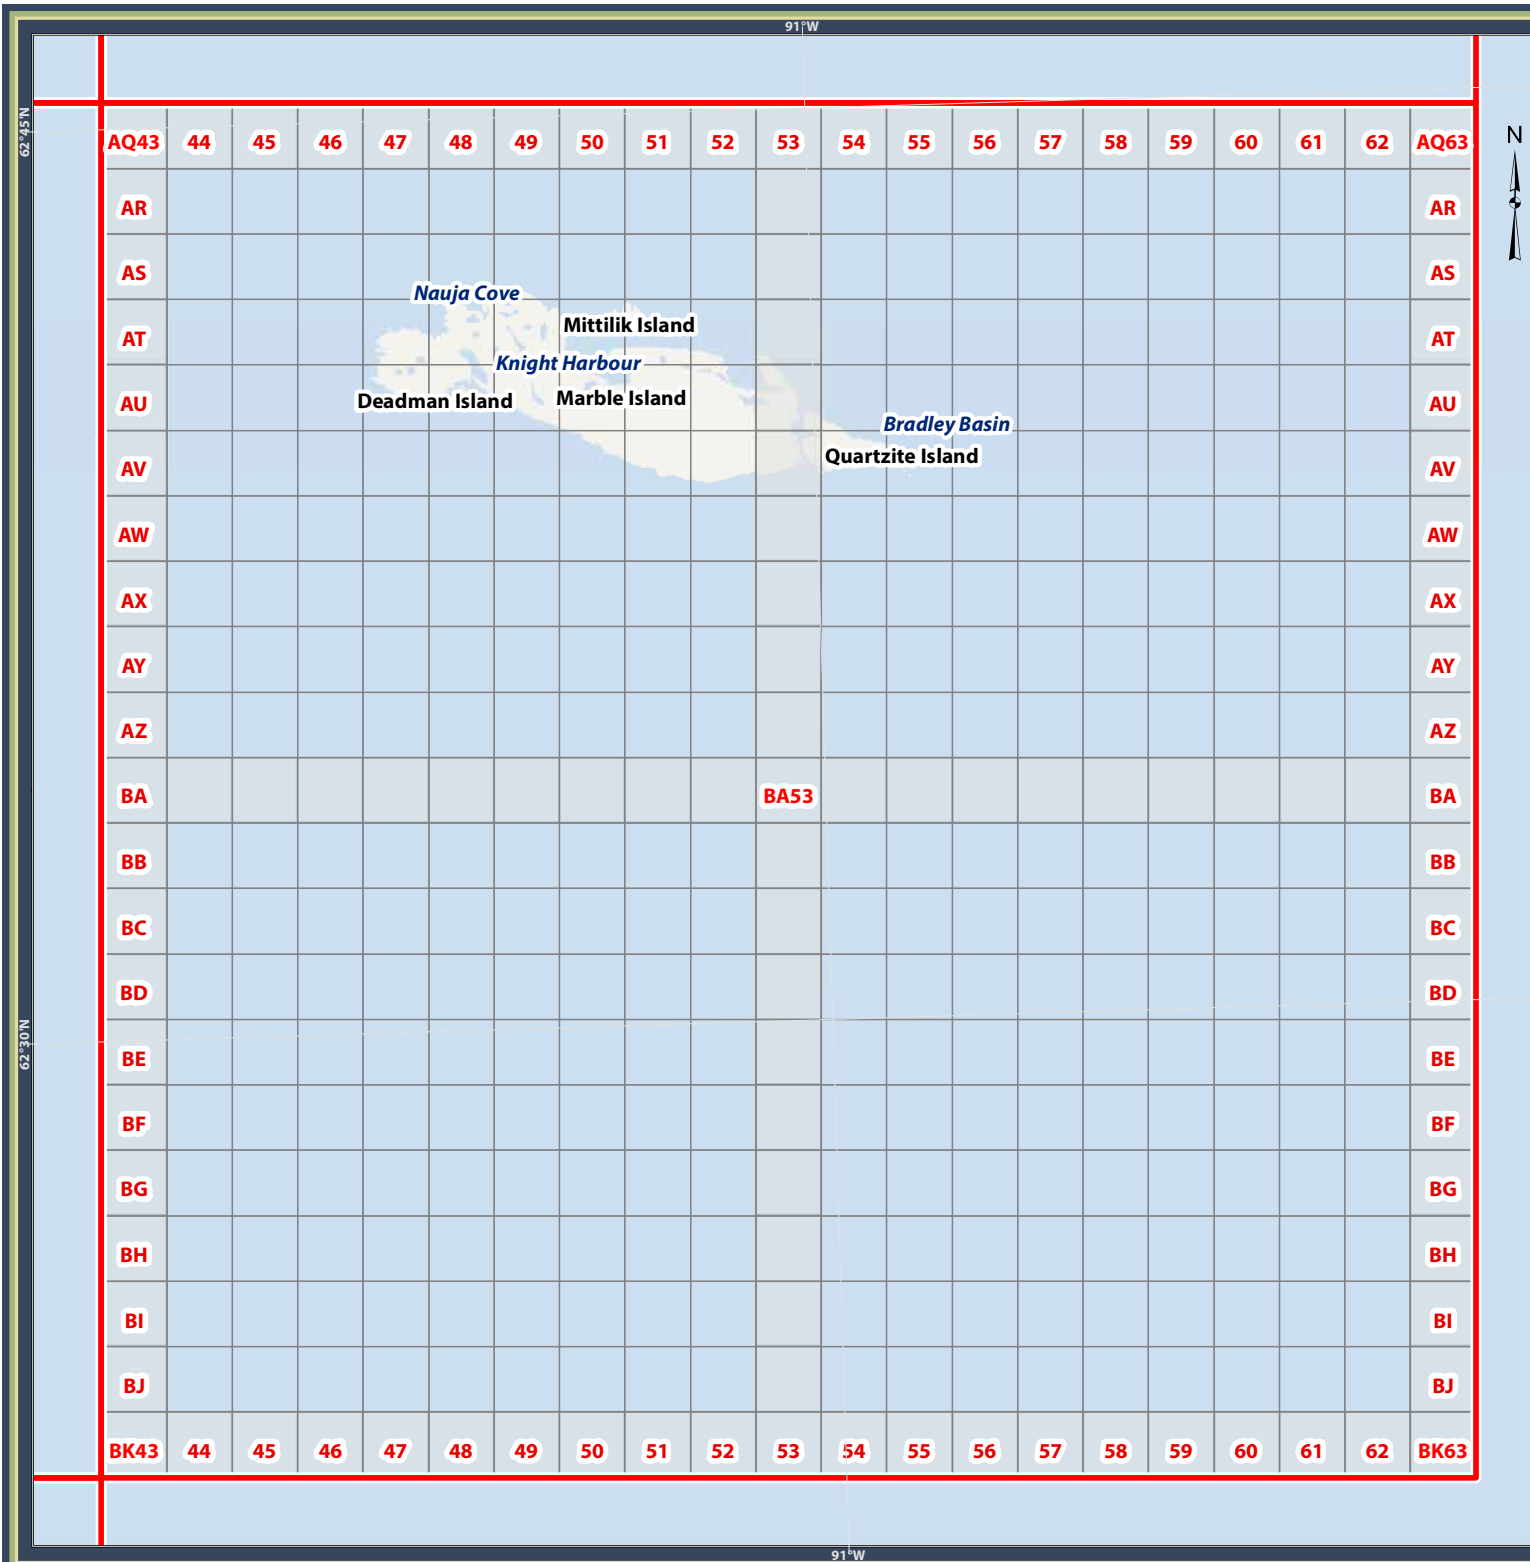 91°W
62°45'N
AQ43 44 45 46 47 48 49 50 51 52 53 54 55 56 57 58 59 60 61 62 AQ63
N
AR AR
AS AS
Nauja Cove
Mittilik Island
AT AT
Knight Harbour
Marble Island
Deadman Island
AU AU
Bradley Basin
Quartzite Island
AV AV
AW AW
AX AX
AY AY
AZ AZ
BA BA53 BA
BB BB
BC BC
BD BD
62°30'N
BE BE
BF BF
BG BG
BH BH
BI BI
BJ BJ
BK43 44 45 46 47 48 49 50 51 52 53 54 55 56 57 58 59 60 61 62 BK63
91°W